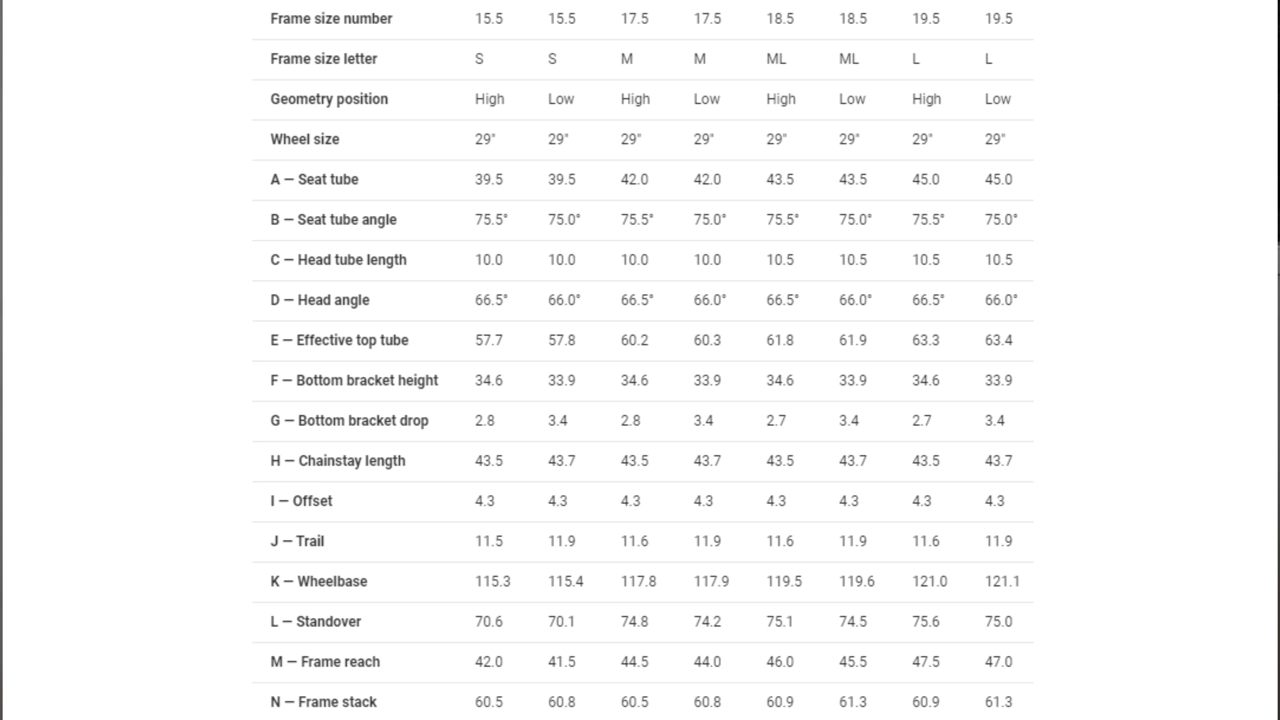 Frame size number 15.5 15.5 17.5 17.5 18.5 18.5 19.5 19.5
Frame size letter S S M M ML ML L L
Geometry position High Low High Low High Low High Low
Wheel size 29" 29" 29" 29" 29" 29" 29" 29"
A — Seat tube 39.5 39.5 42.0 42.0 43.5 43.5 45.0 45.0
B — Seat tube angle 75.5° 75.0° 75.5° 75.0° 75.5° 75.0° 75.5° 75.0°
C — Head tube length 10.0 10.0 10.0 10.0 10.5 10.5 10.5 10.5
D — Head angle 66.5° 66.0° 66.5° 66.0° 66.5° 66.0° 66.5° 66.0°
E — Effective top tube 57.7 57.8 60.2 60.3 61.8 61.9 63.3 63.4
F — Bottom bracket height 34.6 33.9 34.6 33.9 34.6 33.9 34.6 33.9
G — Bottom bracket drop 2.8 3.4 2.8 3.4 2.7 3.4 2.7 3.4
H — Chainstay length 43.5 43.7 43.5 43.7 43.5 43.7 43.5 43.7
I — Offset 4.3 4.3 4.3 4.3 4.3 4.3 4.3 4.3
J — Trail 11.5 11.9 11.6 11.9 11.6 11.9 11.6 11.9
K — Wheelbase 115.3 115.4 117.8 117.9 119.5 119.6 121.0 121.1
L — Standover 70.6 70.1 74.8 74.2 75.1 74.5 75.6 75.0
M — Frame reach 42.0 41.5 44.5 44.0 46.0 45.5 47.5 47.0
N — Frame stack 60.5 60.8 60.5 60.8 60.9 61.3 60.9 61.3